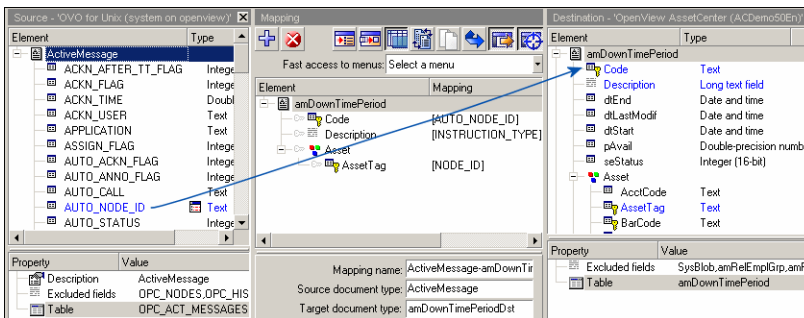 Source - 'OVO for Unix (system on openview)'
Element Type
ActiveMessage
ACKN_AFTER_TT_FLAG Intege
ACKN_FLAG Intege
ACKN_TIME Doubl
ACKN_USER Text
APPLICATION Text
ASSIGN_FLAG Intege
AUTO_ACKN_FLAG Intege
AUTO_ANNO_FLAG Intege
AUTO_CALL Text
AUTO_NODE_ID Text
AUTO_STATUS Intege
Property Value
Description ActiveMessage
Excluded fields OPC_NODES,OPC_HIS
Table OPC_ACT_MESSAGES
Mapping
Fast access to menus: Select a menu
Element Mapping
amDownTimePeriod
Code [AUTO_NODE_ID]
Description [INSTRUCTION_TYPE]
Asset
AssetTag [NODE_ID]
Mapping name: ActiveMessage-amDownTir
Source document type: ActiveMessage
Target document type: amDownTimePeriodDst
Destination - 'OpenView AssetCenter (ACDemo50En)'
Element Type
amDownTimePeriod
Code Text
Description Long text field
dtEnd Date and time
dtLastModif Date and time
dtStart Date and time
pAvail Double-precision numb
seStatus Integer (16-bit)
Asset
AcctCode Text
AssetTag Text
BarCode Text
Property Value
Excluded fields SysBlob,amRelEmplGrp,amF
Table amDownTimePeriod